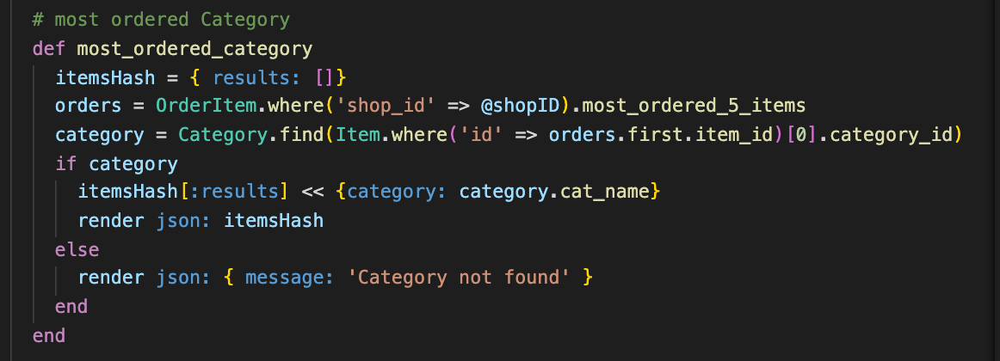 # most ordered Category
def most_ordered_category
  itemsHash = { results: []}
  orders = OrderItem.where('shop_id' => @shopID).most_ordered_5_items
  category = Category.find(Item.where('id' => orders.first.item_id)[0].category_id)
  if category
    itemsHash[:results] << {category: category.cat_name}
    render json: itemsHash
  else
    render json: { message: 'Category not found' }
  end
end